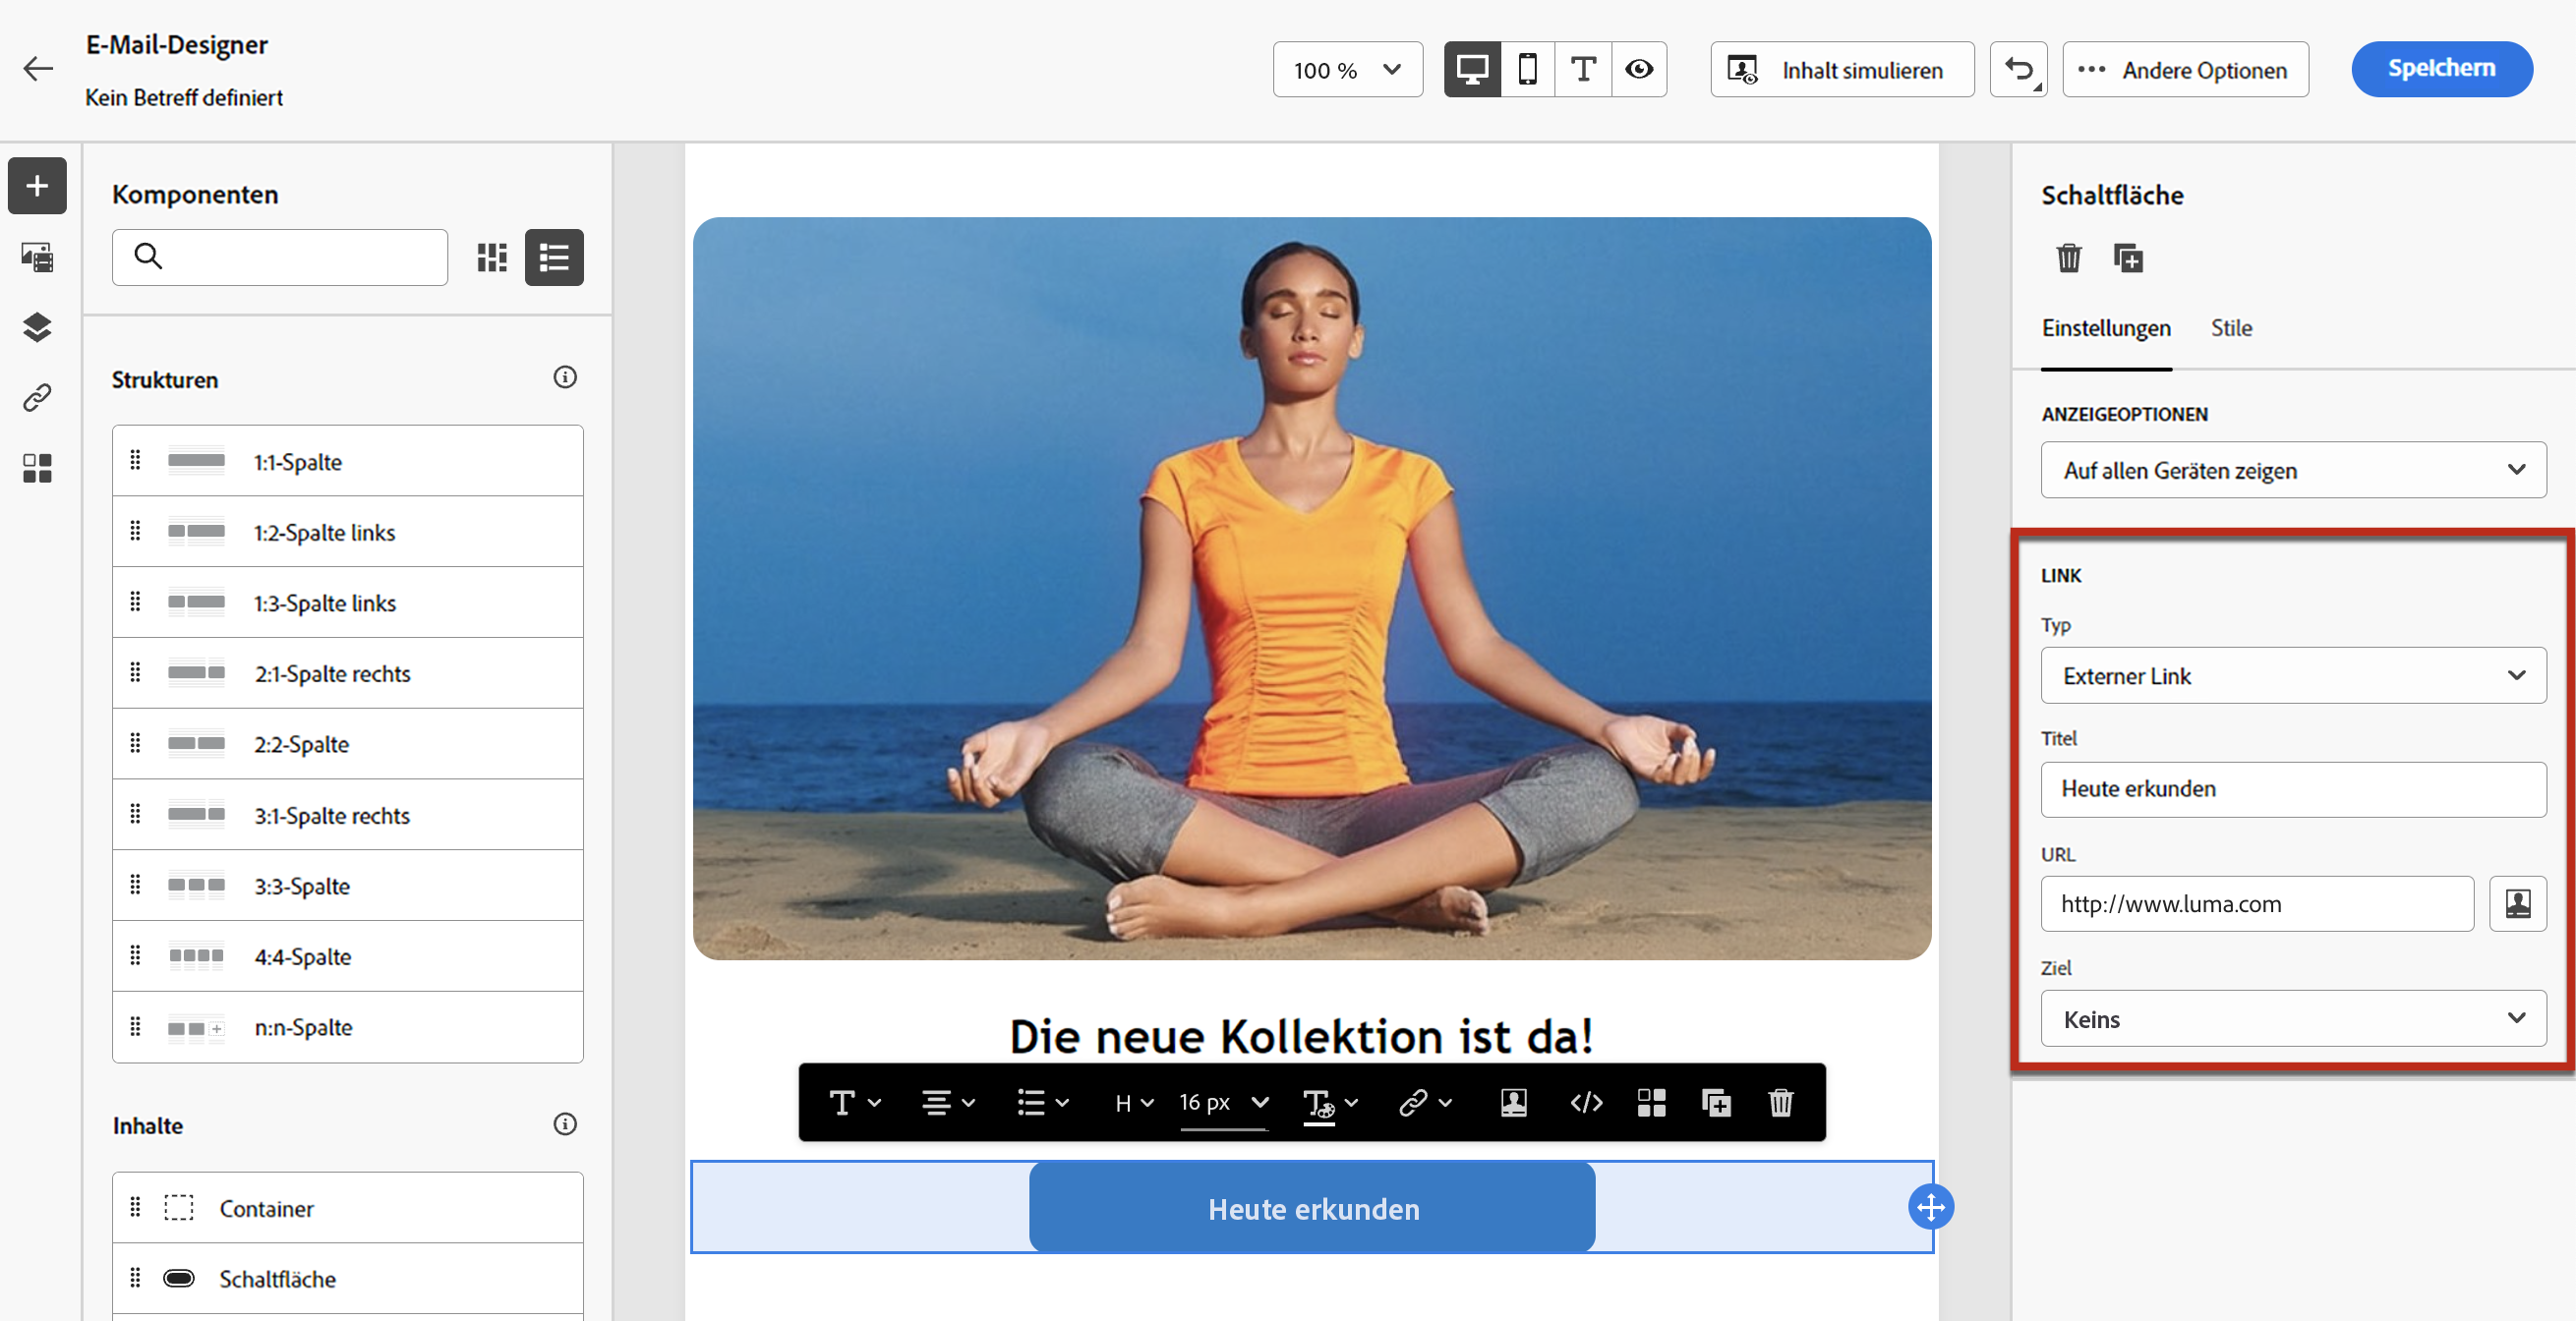 E-Mail-Designer
Kein Betreff definiert
100 %
Inhalt simulieren
Andere Optionen
Speichern
Komponenten
Strukturen
1:1-Spalte
1:2-Spalte links
1:3-Spalte links
2:1-Spalte rechts
2:2-Spalte
3:1-Spalte rechts
3:3-Spalte
4:4-Spalte
n:n-Spalte
Inhalte
Container
Schaltfläche
Die neue Kollektion ist da!
H
16 px
Heute erkunden
Schaltfläche
Einstellungen
Stile
ANZEIGEOPTIONEN
Auf allen Geräten zeigen
LINK
Typ
Externer Link
Titel
Heute erkunden
URL
http://www.luma.com
Ziel
Keins